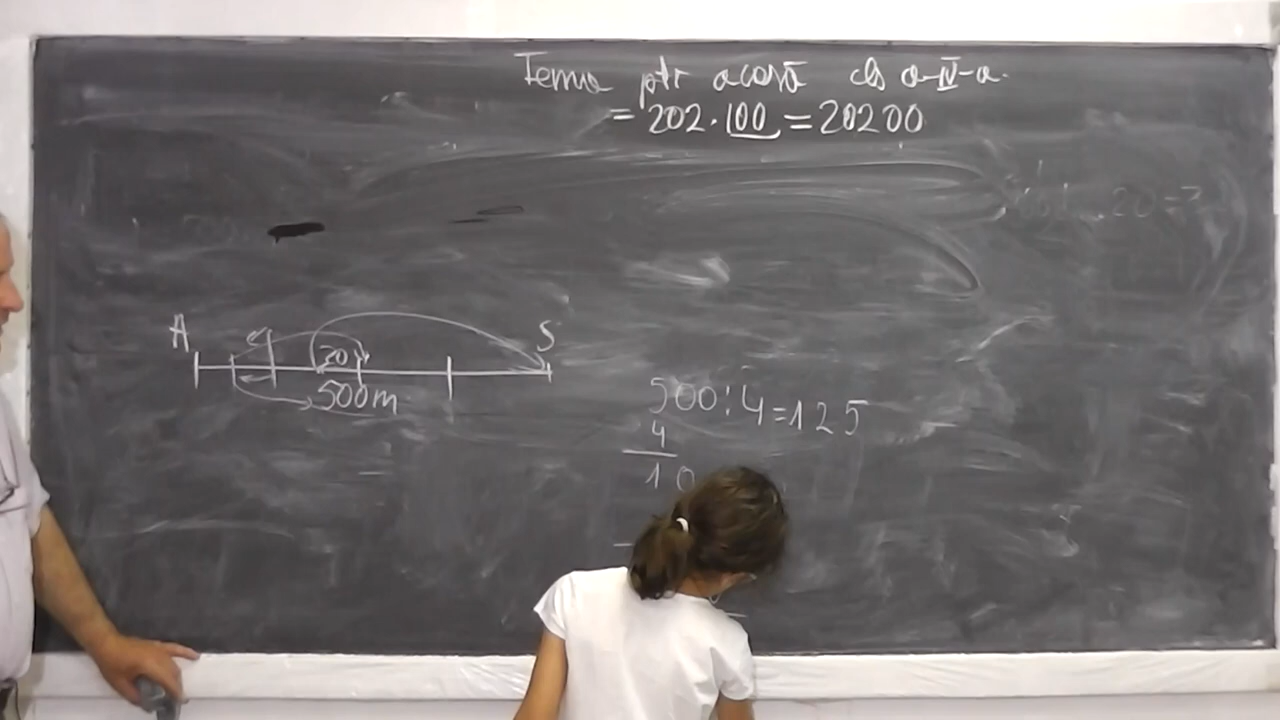 Tema ptr acasă cls a-IV-a.
= 202·100 = 20200
A S
20
500m
500:4=125
4
10